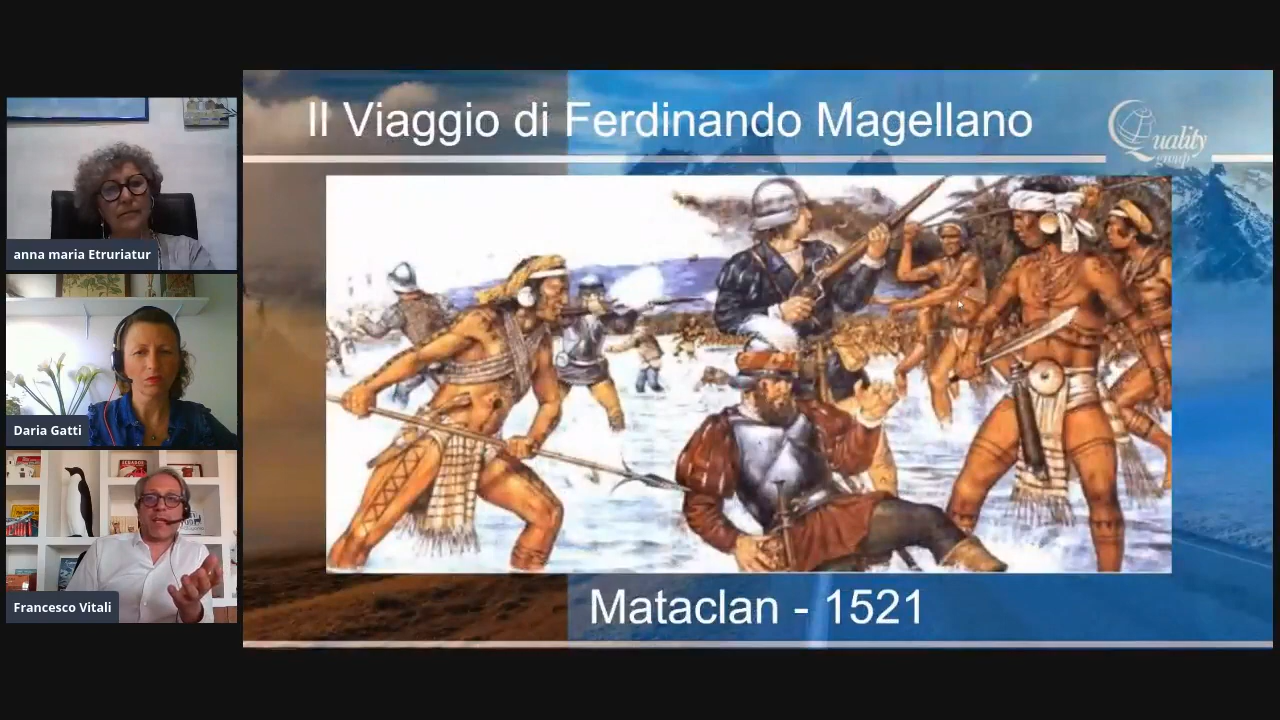 Il Viaggio di Ferdinando Magellano
Quality
group
anna maria Etruriatur
Daria Gatti
Francesco Vitali
Mataclan - 1521